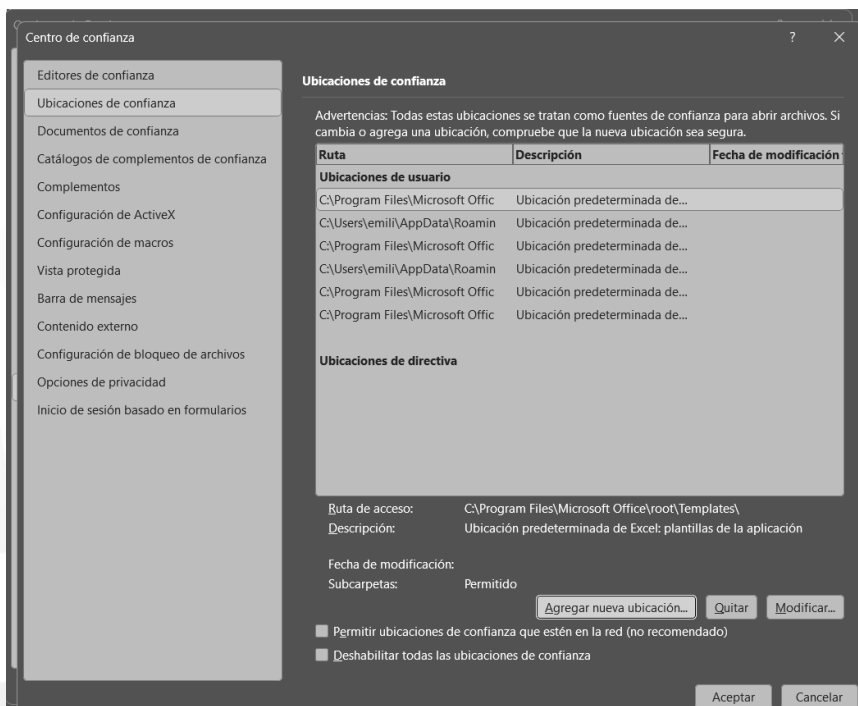 Centro de confianza
?
Editores de confianza
Ubicaciones de confianza
Documentos de confianza
Catálogos de complementos de confianza
Complementos
Configuración de ActiveX
Configuración de macros
Vista protegida
Barra de mensajes
Contenido externo
Configuración de bloqueo de archivos
Opciones de privacidad
Inicio de sesión basado en formularios
Ubicaciones de confianza
Advertencias: Todas estas ubicaciones se tratan como fuentes de confianza para abrir archivos. Si
cambia o agrega una ubicación, compruebe que la nueva ubicación sea segura.
Ruta Descripción Fecha de modificación
Ubicaciones de usuario
C:\Program Files\Microsoft Offic Ubicación predeterminada de...
C:\Users\emili\AppData\Roamin Ubicación predeterminada de...
C:\Program Files\Microsoft Offic Ubicación predeterminada de...
C:\Users\emili\AppData\Roamin Ubicación predeterminada de...
C:\Program Files\Microsoft Offic Ubicación predeterminada de...
C:\Program Files\Microsoft Offic Ubicación predeterminada de...
Ubicaciones de directiva
Ruta de acceso: C:\Program Files\Microsoft Office\root\Templates\
Descripción: Ubicación predeterminada de Excel: plantillas de la aplicación
Fecha de modificación:
Subcarpetas: Permitido
Agregar nueva ubicación... Quitar Modificar...
Permitir ubicaciones de confianza que estén en la red (no recomendado)
Deshabilitar todas las ubicaciones de confianza
Aceptar Cancelar